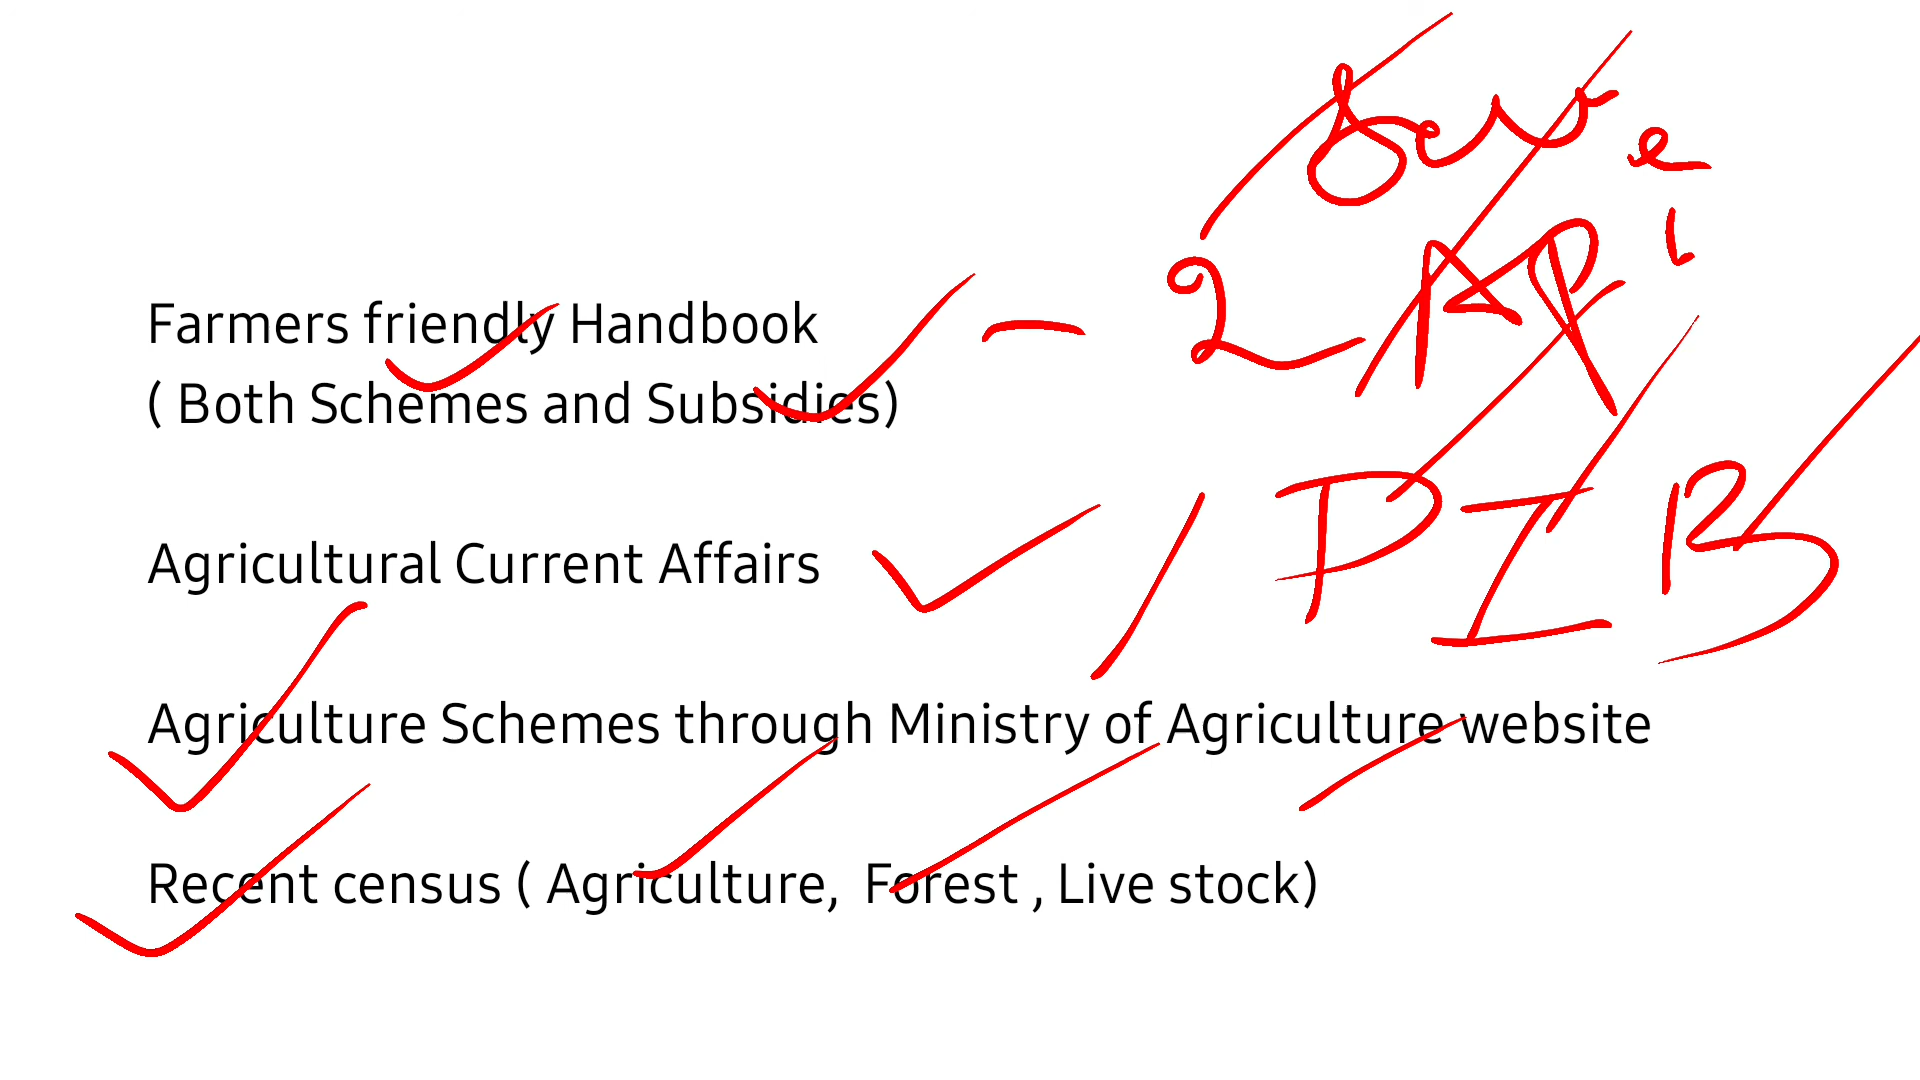 Farmers friendly Handbook
( Both Schemes and Subsidies)
Agricultural Current Affairs
PIB
Agriculture Schemes through Ministry of Agriculture website
Recent census ( Agriculture, Forest , Live stock)